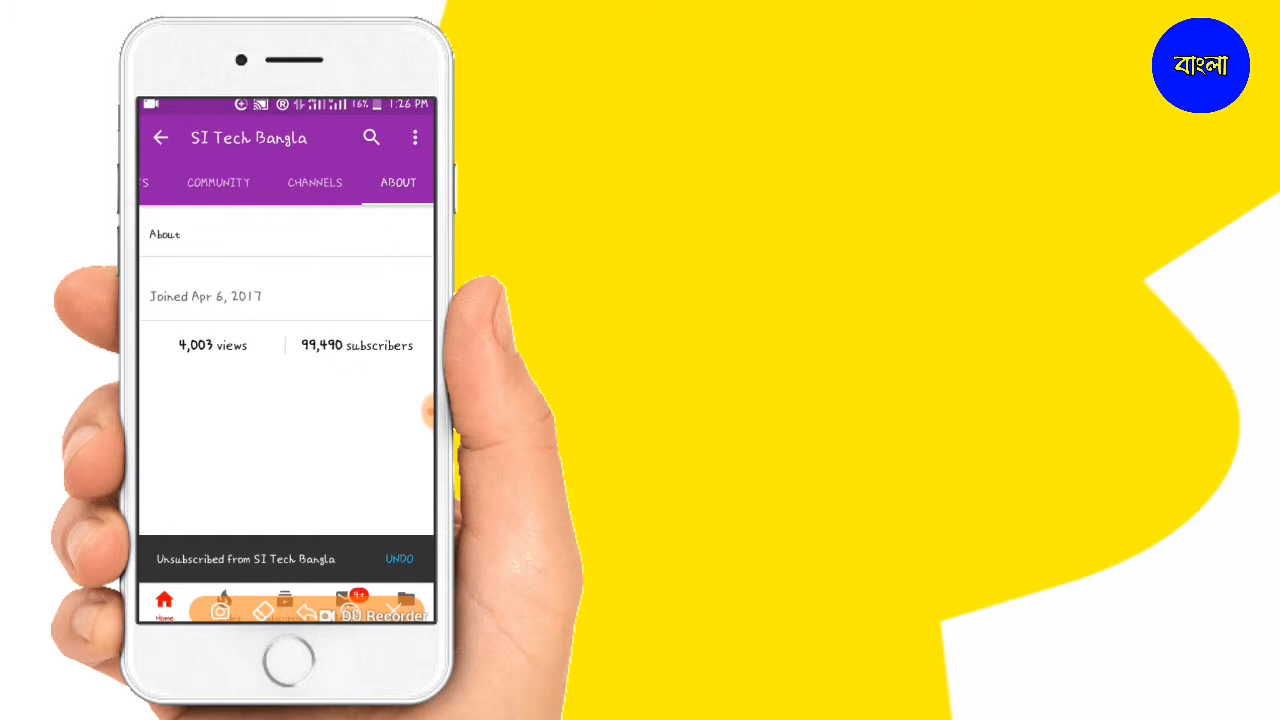 বাংলা
16% 1:26 PM
SI Tech Bangla
TS COMMUNITY CHANNELS ABOUT
About
Joined Apr 6, 2017
4,003 views 99,490 subscribers
Unsubscribed from SI Tech Bangla UNDO
9+
Home
DU Recorder